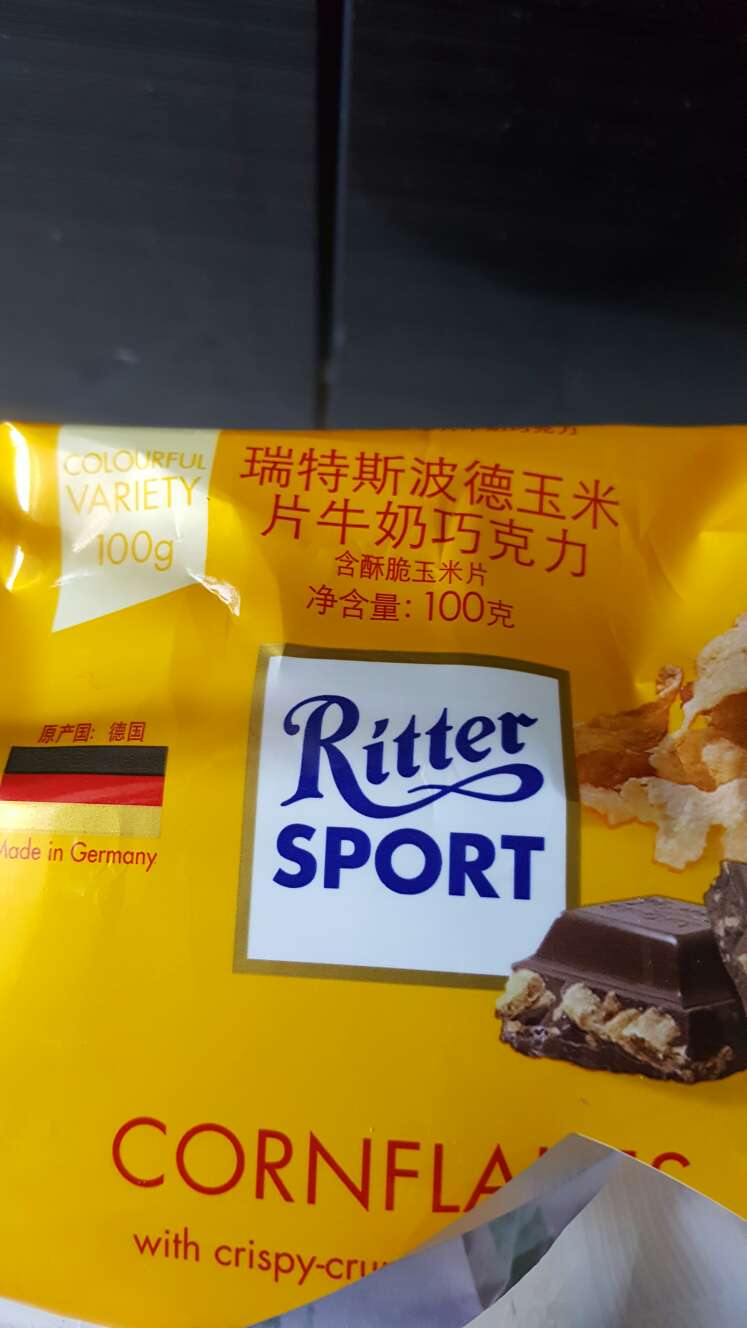 COLOURFUL
VARIETY
100g
瑞特斯波德玉米
片牛奶巧克力
含酥脆玉米片
净含量：100克
原产国：德国
Made in Germany
Ritter
SPORT
CORNFLA
with crispy-cru